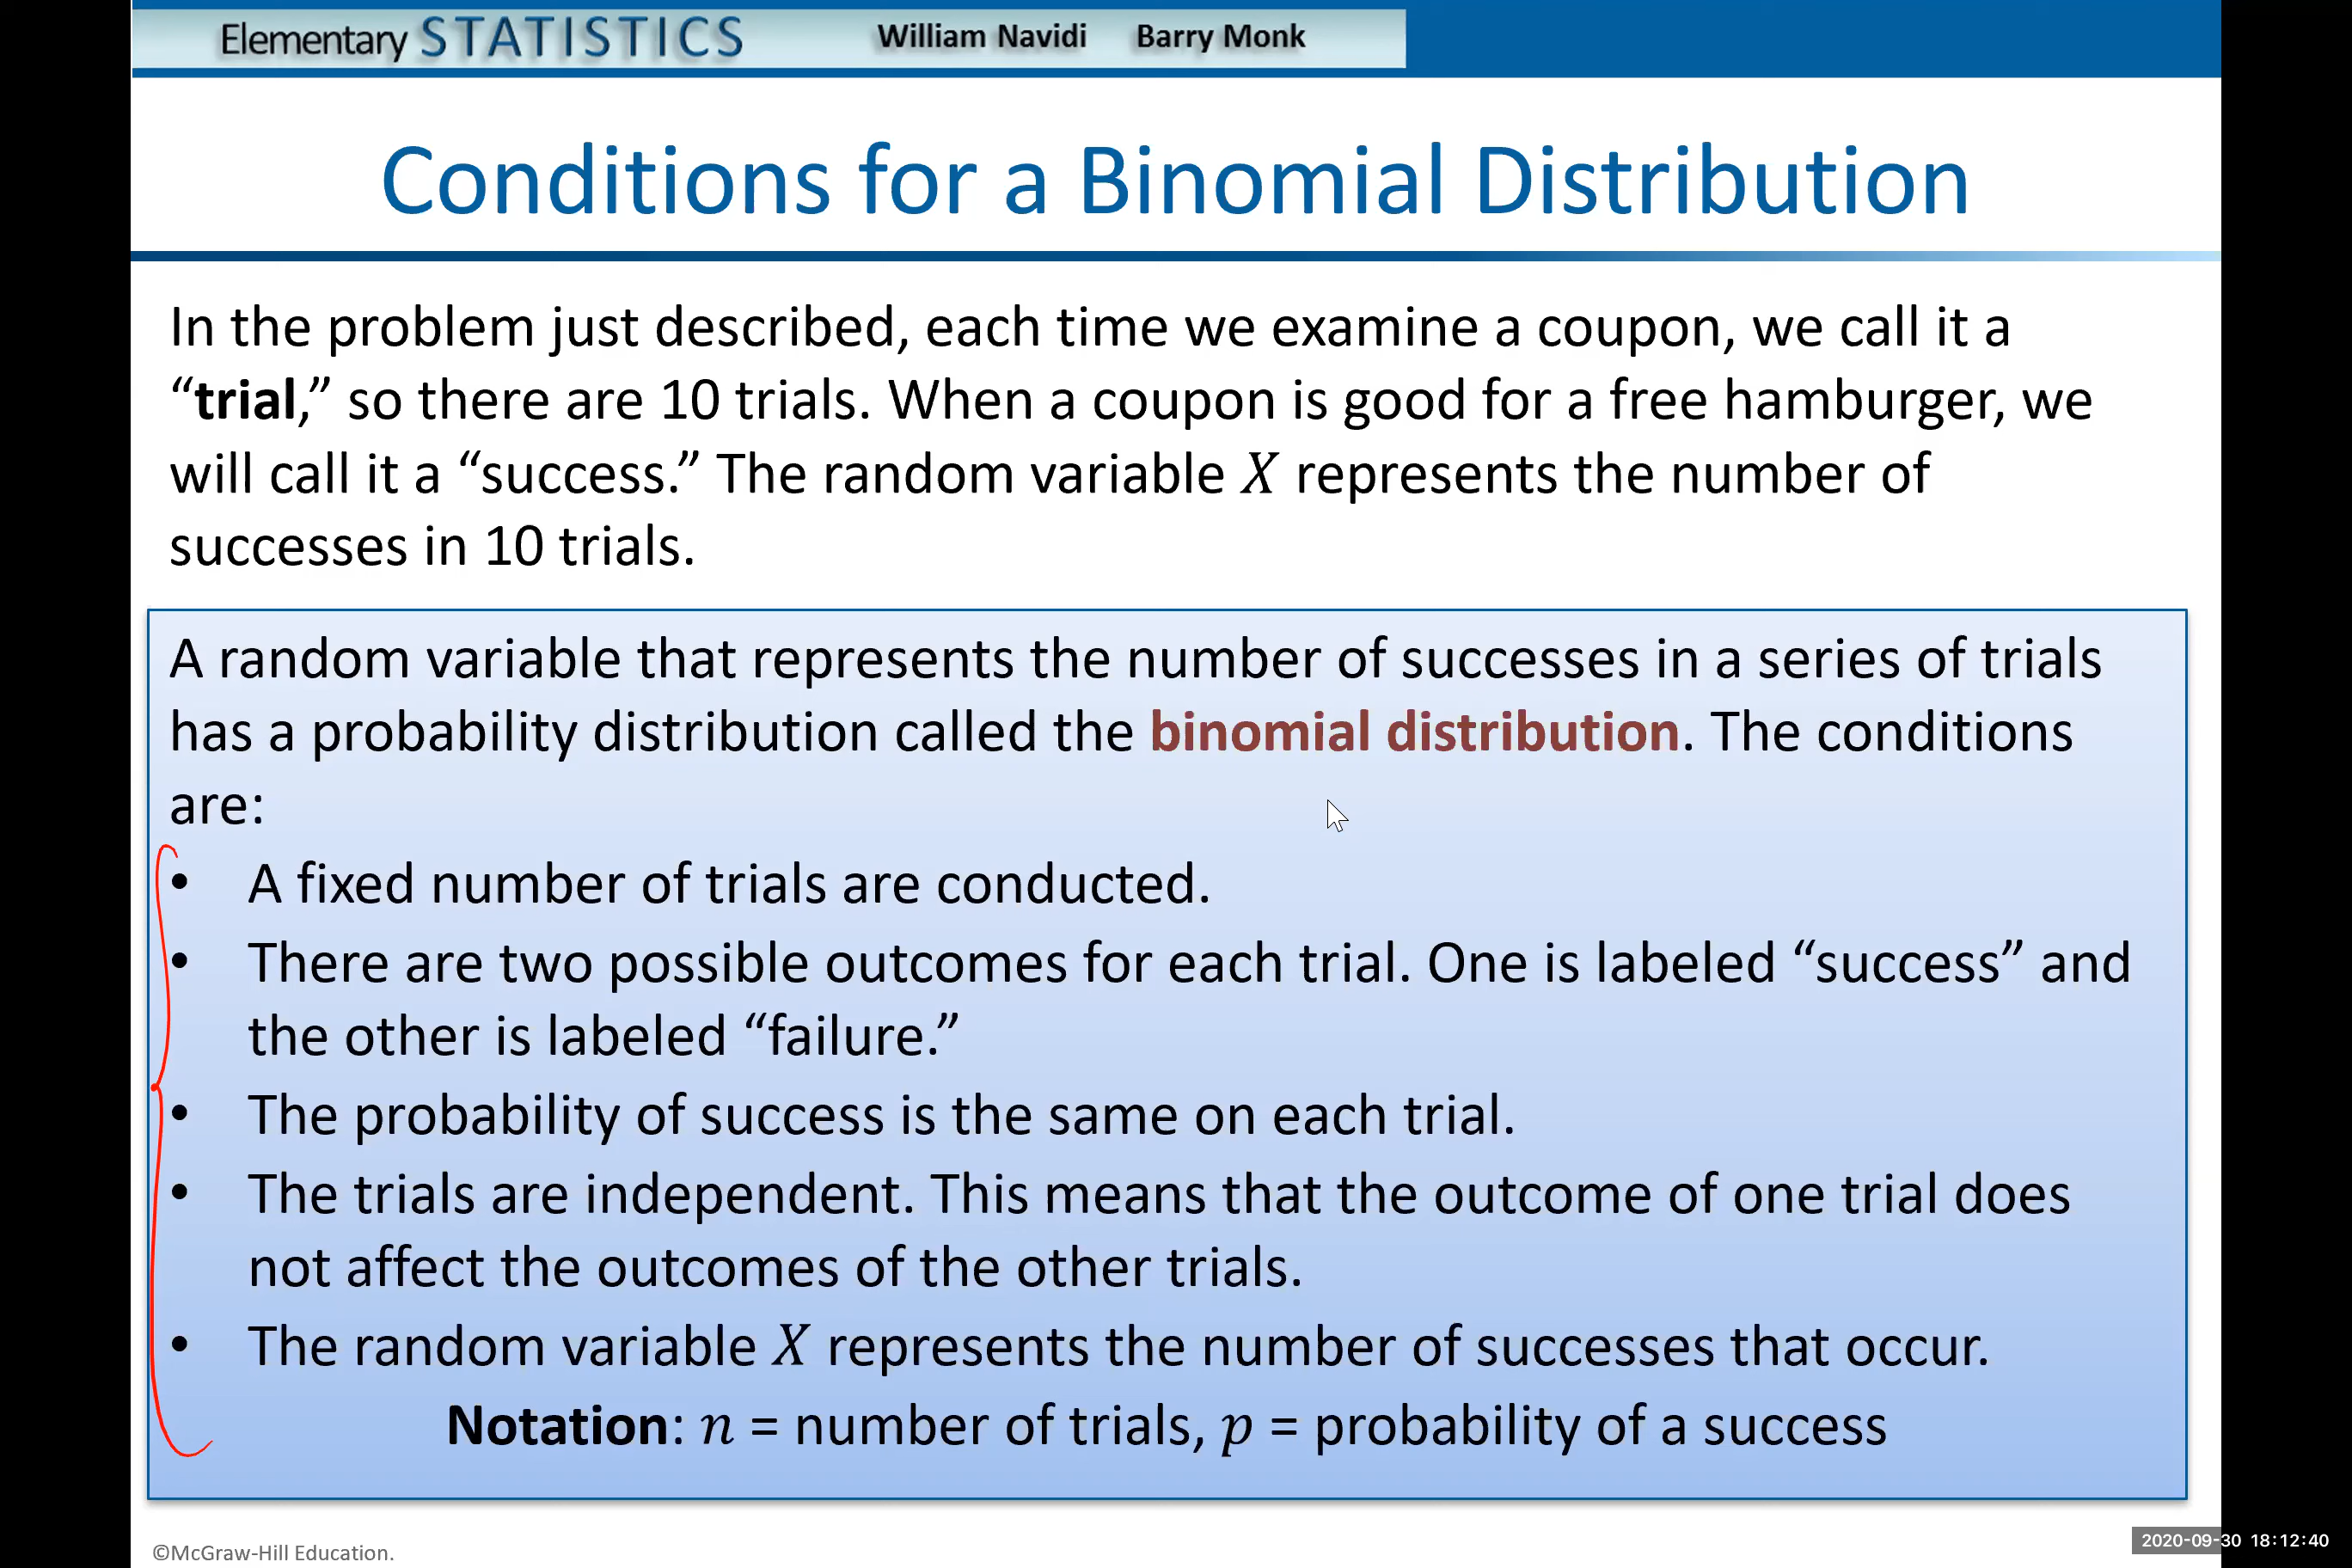 Elementary STATISTICS William Navidi Barry Monk
Conditions for a Binomial Distribution
In the problem just described, each time we examine a coupon, we call it a
“trial,” so there are 10 trials. When a coupon is good for a free hamburger, we
will call it a “success.” The random variable X represents the number of
successes in 10 trials.
A random variable that represents the number of successes in a series of trials
has a probability distribution called the binomial distribution. The conditions
are:
• A fixed number of trials are conducted.
• There are two possible outcomes for each trial. One is labeled “success” and
the other is labeled “failure.”
• The probability of success is the same on each trial.
• The trials are independent. This means that the outcome of one trial does
not affect the outcomes of the other trials.
• The random variable X represents the number of successes that occur.
Notation: n = number of trials, p = probability of a success
©McGraw-Hill Education.
2020-09-30 18:12:40